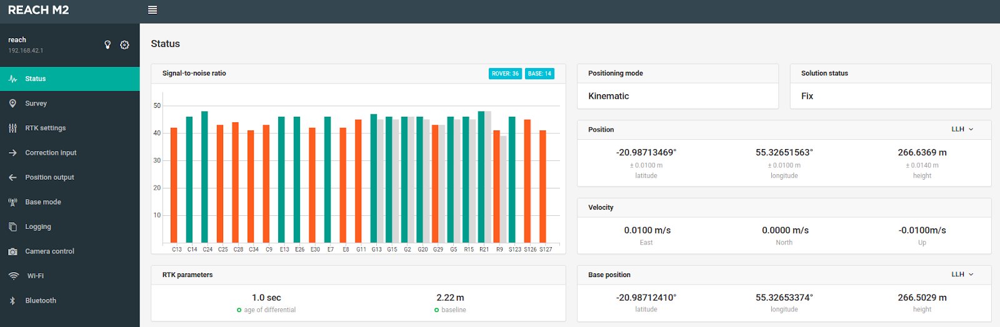 REACH M2
reach
192.168.42.1
Status
Survey
RTK settings
Correction input
Position output
Base mode
Logging
Camera control
Wi-Fi
Bluetooth
Status
Signal-to-noise ratio ROVER: 36 BASE: 14
50
40
30
20
10
C13 C14 C24 C25 C28 C34 C9 E13 E26 E30 E7 E8 G11 G13 G15 G2 G20 G29 G5 R15 R21 R9 S123 S126 S127
RTK parameters
1.0 sec 2.22 m
age of differential baseline
Positioning mode
Kinematic
Solution status
Fix
Position LLH
-20.98713469° 55.32651563° 266.6369 m
± 0.0100 m ± 0.0100 m ± 0.0140 m
latitude longitude height
Velocity
0.0100 m/s 0.0000 m/s -0.0100m/s
East North Up
Base position LLH
-20.98712410° 55.32653374° 266.5029 m
latitude longitude height